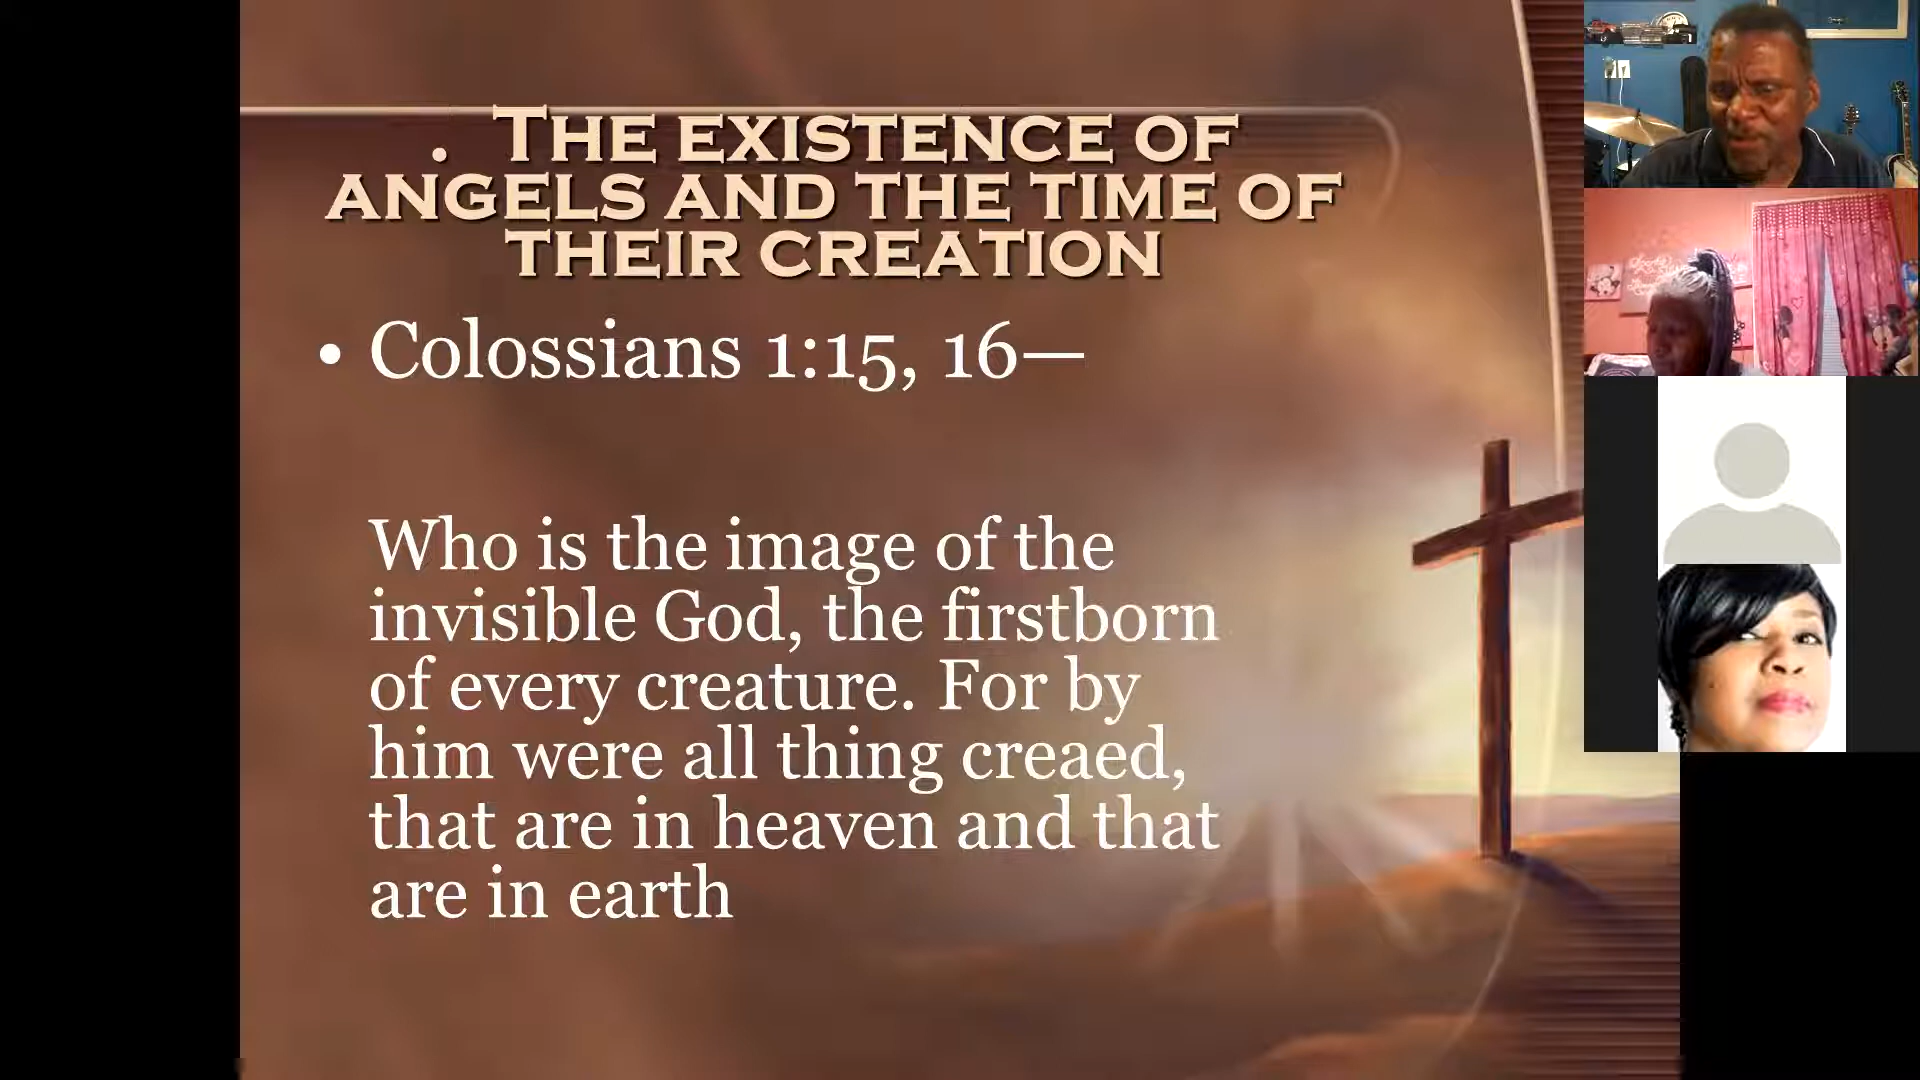 . THE EXISTENCE OF
ANGELS AND THE TIME OF
THEIR CREATION
• Colossians 1:15, 16—
Who is the image of the
invisible God, the firstborn
of every creature. For by
him were all thing creaed,
that are in heaven and that
are in earth